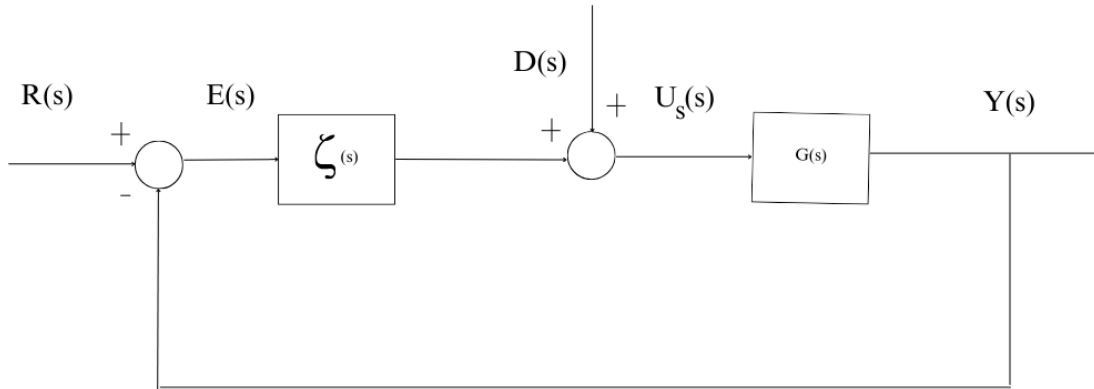 R(s)
+
-
E(s)
ζ(s)
D(s)
+
+
U_s(s)
G(s)
Y(s)